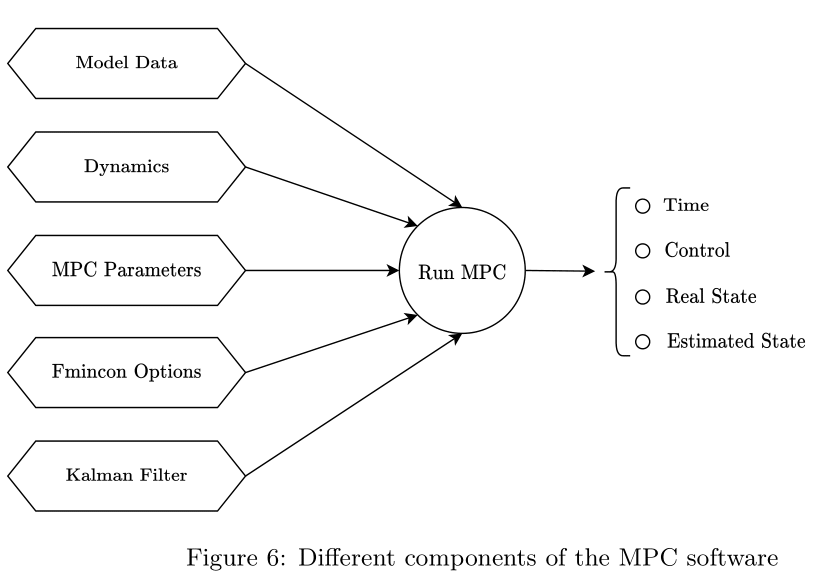 Model Data
Dynamics
MPC Parameters
Fmincon Options
Kalman Filter
Run MPC
Time
Control
Real State
Estimated State
Figure 6: Different components of the MPC software